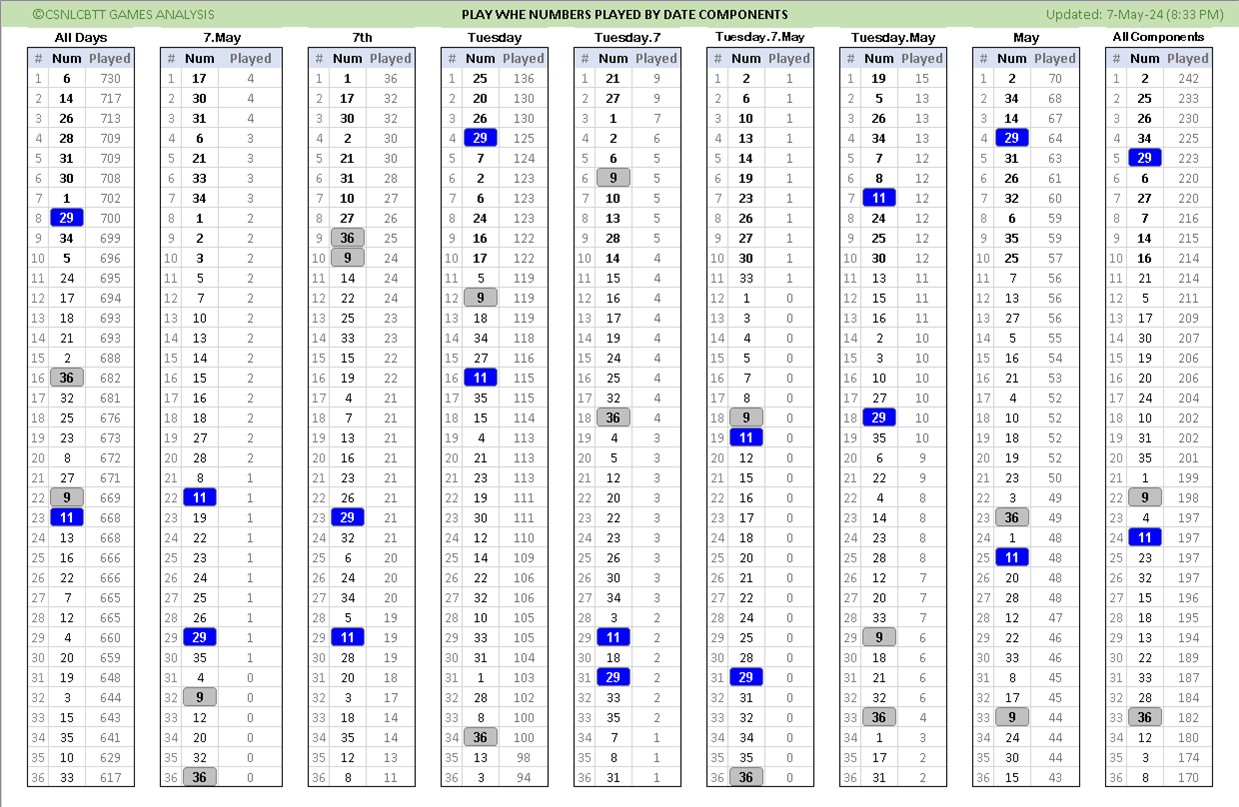 ©CSNLCBTT GAMES ANALYSIS PLAY WHE NUMBERS PLAYED BY DATE COMPONENTS Updated: 7-May-24 (8:33 PM)
All Days 7.May 7th Tuesday Tuesday.7 Tuesday.7.May Tuesday.May May All Components
# Num Played # Num Played # Num Played # Num Played # Num Played # Num Played # Num Played # Num Played # Num Played
1 6 730 1 17 4 1 1 36 1 25 136 1 21 9 1 2 1 1 19 15 1 2 70 1 2 242
2 14 717 2 30 4 2 17 32 2 20 130 2 27 9 2 6 1 2 5 13 2 34 68 2 25 233
3 26 713 3 31 4 3 30 32 3 26 130 3 1 7 3 10 1 3 26 13 3 14 67 3 26 230
4 28 709 4 6 3 4 2 30 4 29 125 4 2 6 4 13 1 4 34 13 4 29 64 4 34 225
5 31 709 5 21 3 5 21 30 5 7 124 5 6 5 5 14 1 5 7 12 5 31 63 5 29 223
6 30 708 6 33 3 6 31 28 6 2 123 6 9 5 6 19 1 6 8 12 6 26 61 6 6 220
7 1 702 7 34 3 7 10 27 7 6 123 7 10 5 7 23 1 7 11 12 7 32 60 7 27 220
8 29 700 8 1 2 8 27 26 8 24 123 8 13 5 8 26 1 8 24 12 8 6 59 8 7 216
9 34 699 9 2 2 9 36 25 9 16 122 9 28 5 9 27 1 9 25 12 9 35 59 9 14 215
10 5 696 10 3 2 10 9 24 10 17 122 10 14 4 10 30 1 10 30 12 10 25 57 10 16 214
11 24 695 11 5 2 11 14 24 11 5 119 11 15 4 11 33 1 11 13 11 11 7 56 11 21 214
12 17 694 12 7 2 12 22 24 12 9 119 12 16 4 12 1 0 12 15 11 12 13 56 12 5 211
13 18 693 13 10 2 13 25 23 13 18 119 13 17 4 13 3 0 13 16 11 13 27 56 13 17 209
14 21 693 14 13 2 14 33 23 14 34 118 14 19 4 14 4 0 14 2 10 14 5 55 14 30 207
15 2 688 15 14 2 15 15 22 15 27 116 15 24 4 15 5 0 15 3 10 15 16 54 15 19 206
16 36 682 16 15 2 16 19 22 16 11 115 16 25 4 16 7 0 16 10 10 16 21 53 16 20 206
17 32 681 17 16 2 17 4 21 17 35 115 17 32 4 17 8 0 17 27 10 17 4 52 17 24 204
18 25 676 18 18 2 18 7 21 18 15 114 18 36 4 18 9 0 18 29 10 18 10 52 18 10 202
19 23 673 19 27 2 19 13 21 19 4 113 19 4 3 19 11 0 19 35 10 19 18 52 19 31 202
20 8 672 20 28 2 20 16 21 20 21 113 20 5 3 20 12 0 20 6 9 20 19 52 20 35 201
21 27 671 21 8 1 21 23 21 21 23 113 21 12 3 21 15 0 21 22 9 21 23 50 21 1 199
22 9 669 22 11 1 22 26 21 22 19 111 22 20 3 22 16 0 22 4 8 22 3 49 22 9 198
23 11 668 23 19 1 23 29 21 23 30 111 23 22 3 23 17 0 23 14 8 23 36 49 23 4 197
24 13 668 24 22 1 24 32 21 24 12 110 24 23 3 24 18 0 24 23 8 24 1 48 24 11 197
25 16 666 25 23 1 25 6 20 25 14 109 25 26 3 25 20 0 25 28 8 25 11 48 25 23 197
26 22 666 26 24 1 26 24 20 26 22 106 26 30 3 26 21 0 26 12 7 26 20 48 26 32 197
27 7 665 27 25 1 27 34 20 27 32 106 27 34 3 27 22 0 27 20 7 27 28 48 27 15 196
28 12 665 28 26 1 28 5 19 28 10 105 28 3 2 28 24 0 28 33 7 28 12 47 28 18 195
29 4 660 29 29 1 29 11 19 29 33 105 29 11 2 29 25 0 29 9 6 29 22 46 29 13 194
30 20 659 30 35 1 30 28 19 30 31 104 30 18 2 30 28 0 30 18 6 30 33 46 30 22 189
31 19 648 31 4 0 31 20 18 31 1 103 31 29 2 31 29 0 31 21 6 31 8 45 31 33 187
32 3 644 32 9 0 32 3 17 32 28 102 32 33 2 32 31 0 32 32 6 32 17 45 32 28 184
33 15 643 33 12 0 33 18 14 33 8 100 33 35 2 33 32 0 33 36 4 33 9 44 33 36 182
34 35 641 34 20 0 34 35 14 34 36 100 34 7 1 34 34 0 34 1 3 34 24 44 34 12 180
35 10 629 35 32 0 35 12 13 35 13 98 35 8 1 35 35 0 35 17 2 35 30 44 35 3 174
36 33 617 36 36 0 36 8 11 36 3 94 36 31 1 36 36 0 36 31 2 36 15 43 36 8 170